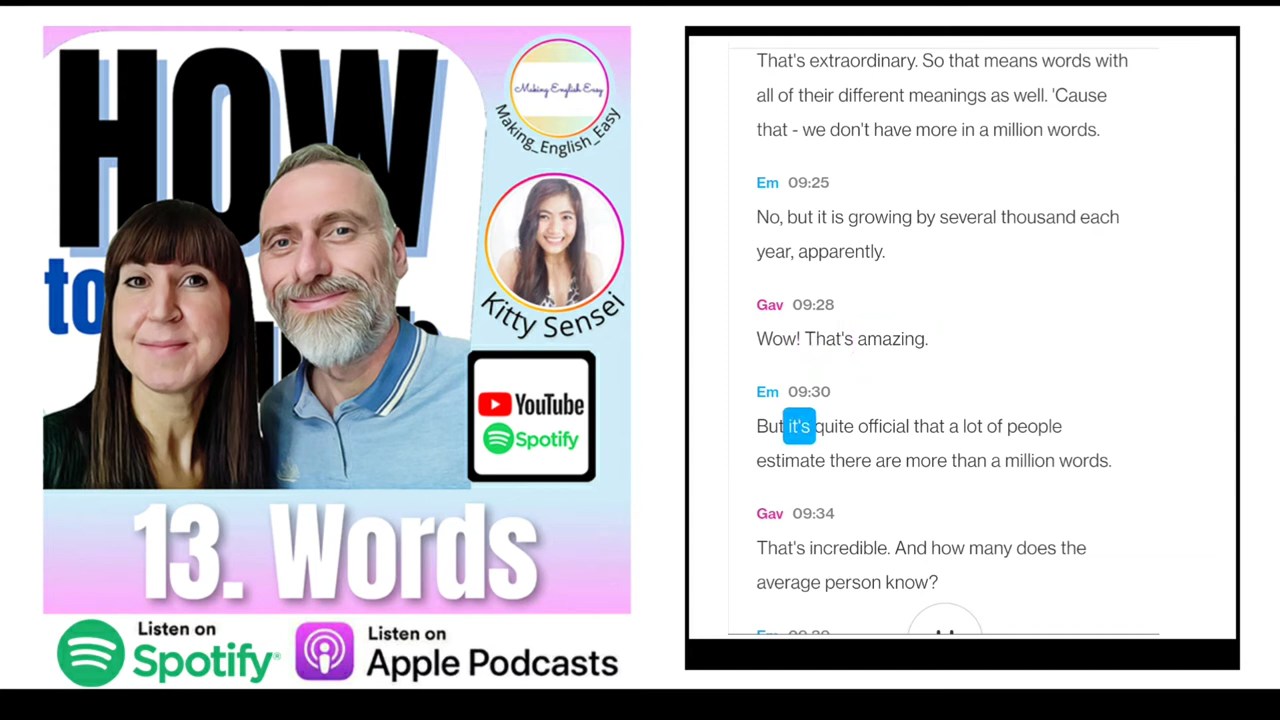 HOW
to
Making English Easy
Making_English_Easy
Kitty Sensei
YouTube
Spotify
13. Words
Listen on
Spotify
Listen on
Apple Podcasts
That's extraordinary. So that means words with
all of their different meanings as well. 'Cause
that - we don't have more in a million words.
Em 09:25
No, but it is growing by several thousand each
year, apparently.
Gav 09:28
Wow! That's amazing.
Em 09:30
But it's quite official that a lot of people
estimate there are more than a million words.
Gav 09:34
That's incredible. And how many does the
average person know?